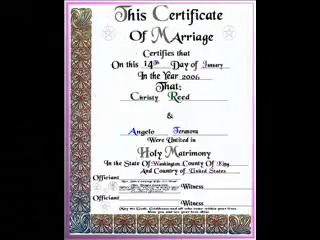 This Certificate
Of MArriage
Certifies that
On this 14th Day of January
In the Year 2006,
That;
Christy Reed
&
Angelo Terranova
Were Untited in
Holy Matrimony
In the State Of Washington County Of King
And Country of United States
Officiant
Witness
Officiant
Witness